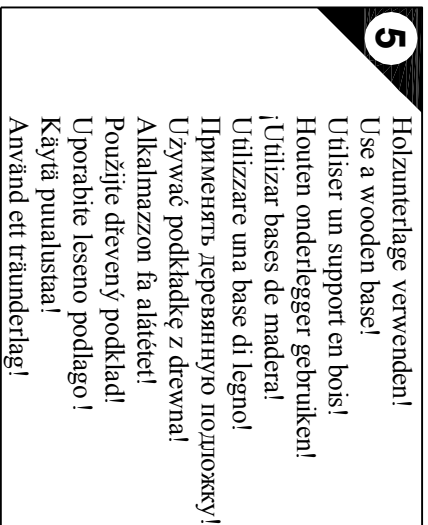 5
Holzunterlage verwenden!
Use a wooden base!
Utiliser un support en bois!
Houten onderlegger gebruiken!
¡Utilizar bases de madera!
Utilizzare una base di legno!
Применять деревянную подложку!
Używać podkładkę z drewna!
Alkalmazzon fa alátétet!
Použijte dřevený podklad!
Uporabite leseno podlago !
Käytä puualustaa!
Använd ett träunderlag!